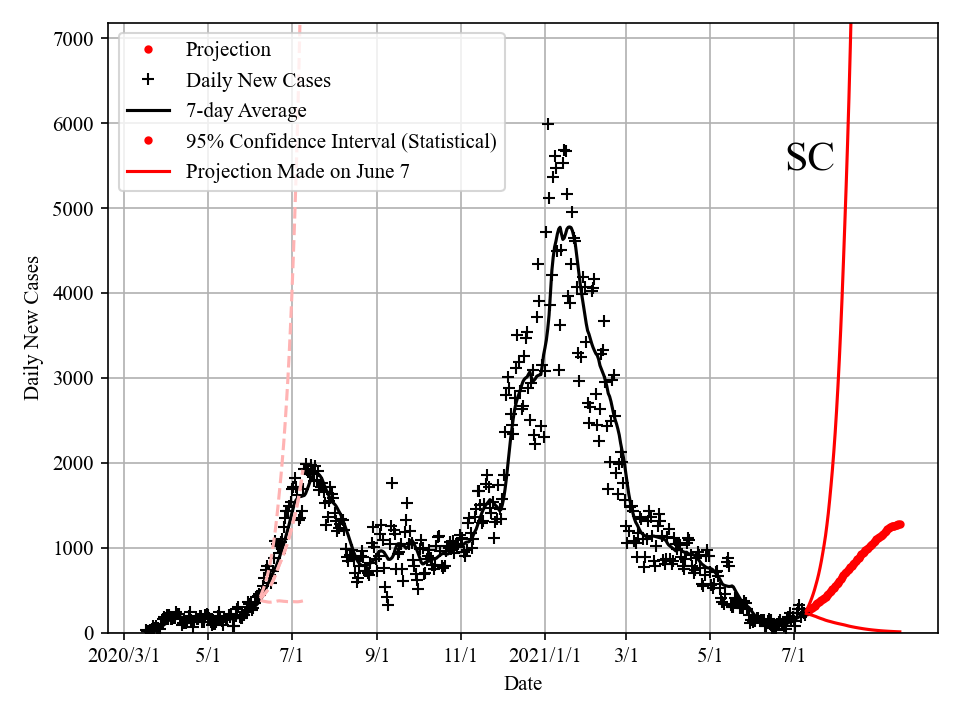 7000
6000
5000
4000
3000
2000
1000
0
Daily New Cases
Projection
Daily New Cases
7-day Average
95% Confidence Interval (Statistical)
Projection Made on June 7
SC
2020/3/1 5/1 7/1 9/1 11/1 2021/1/1 3/1 5/1 7/1
Date